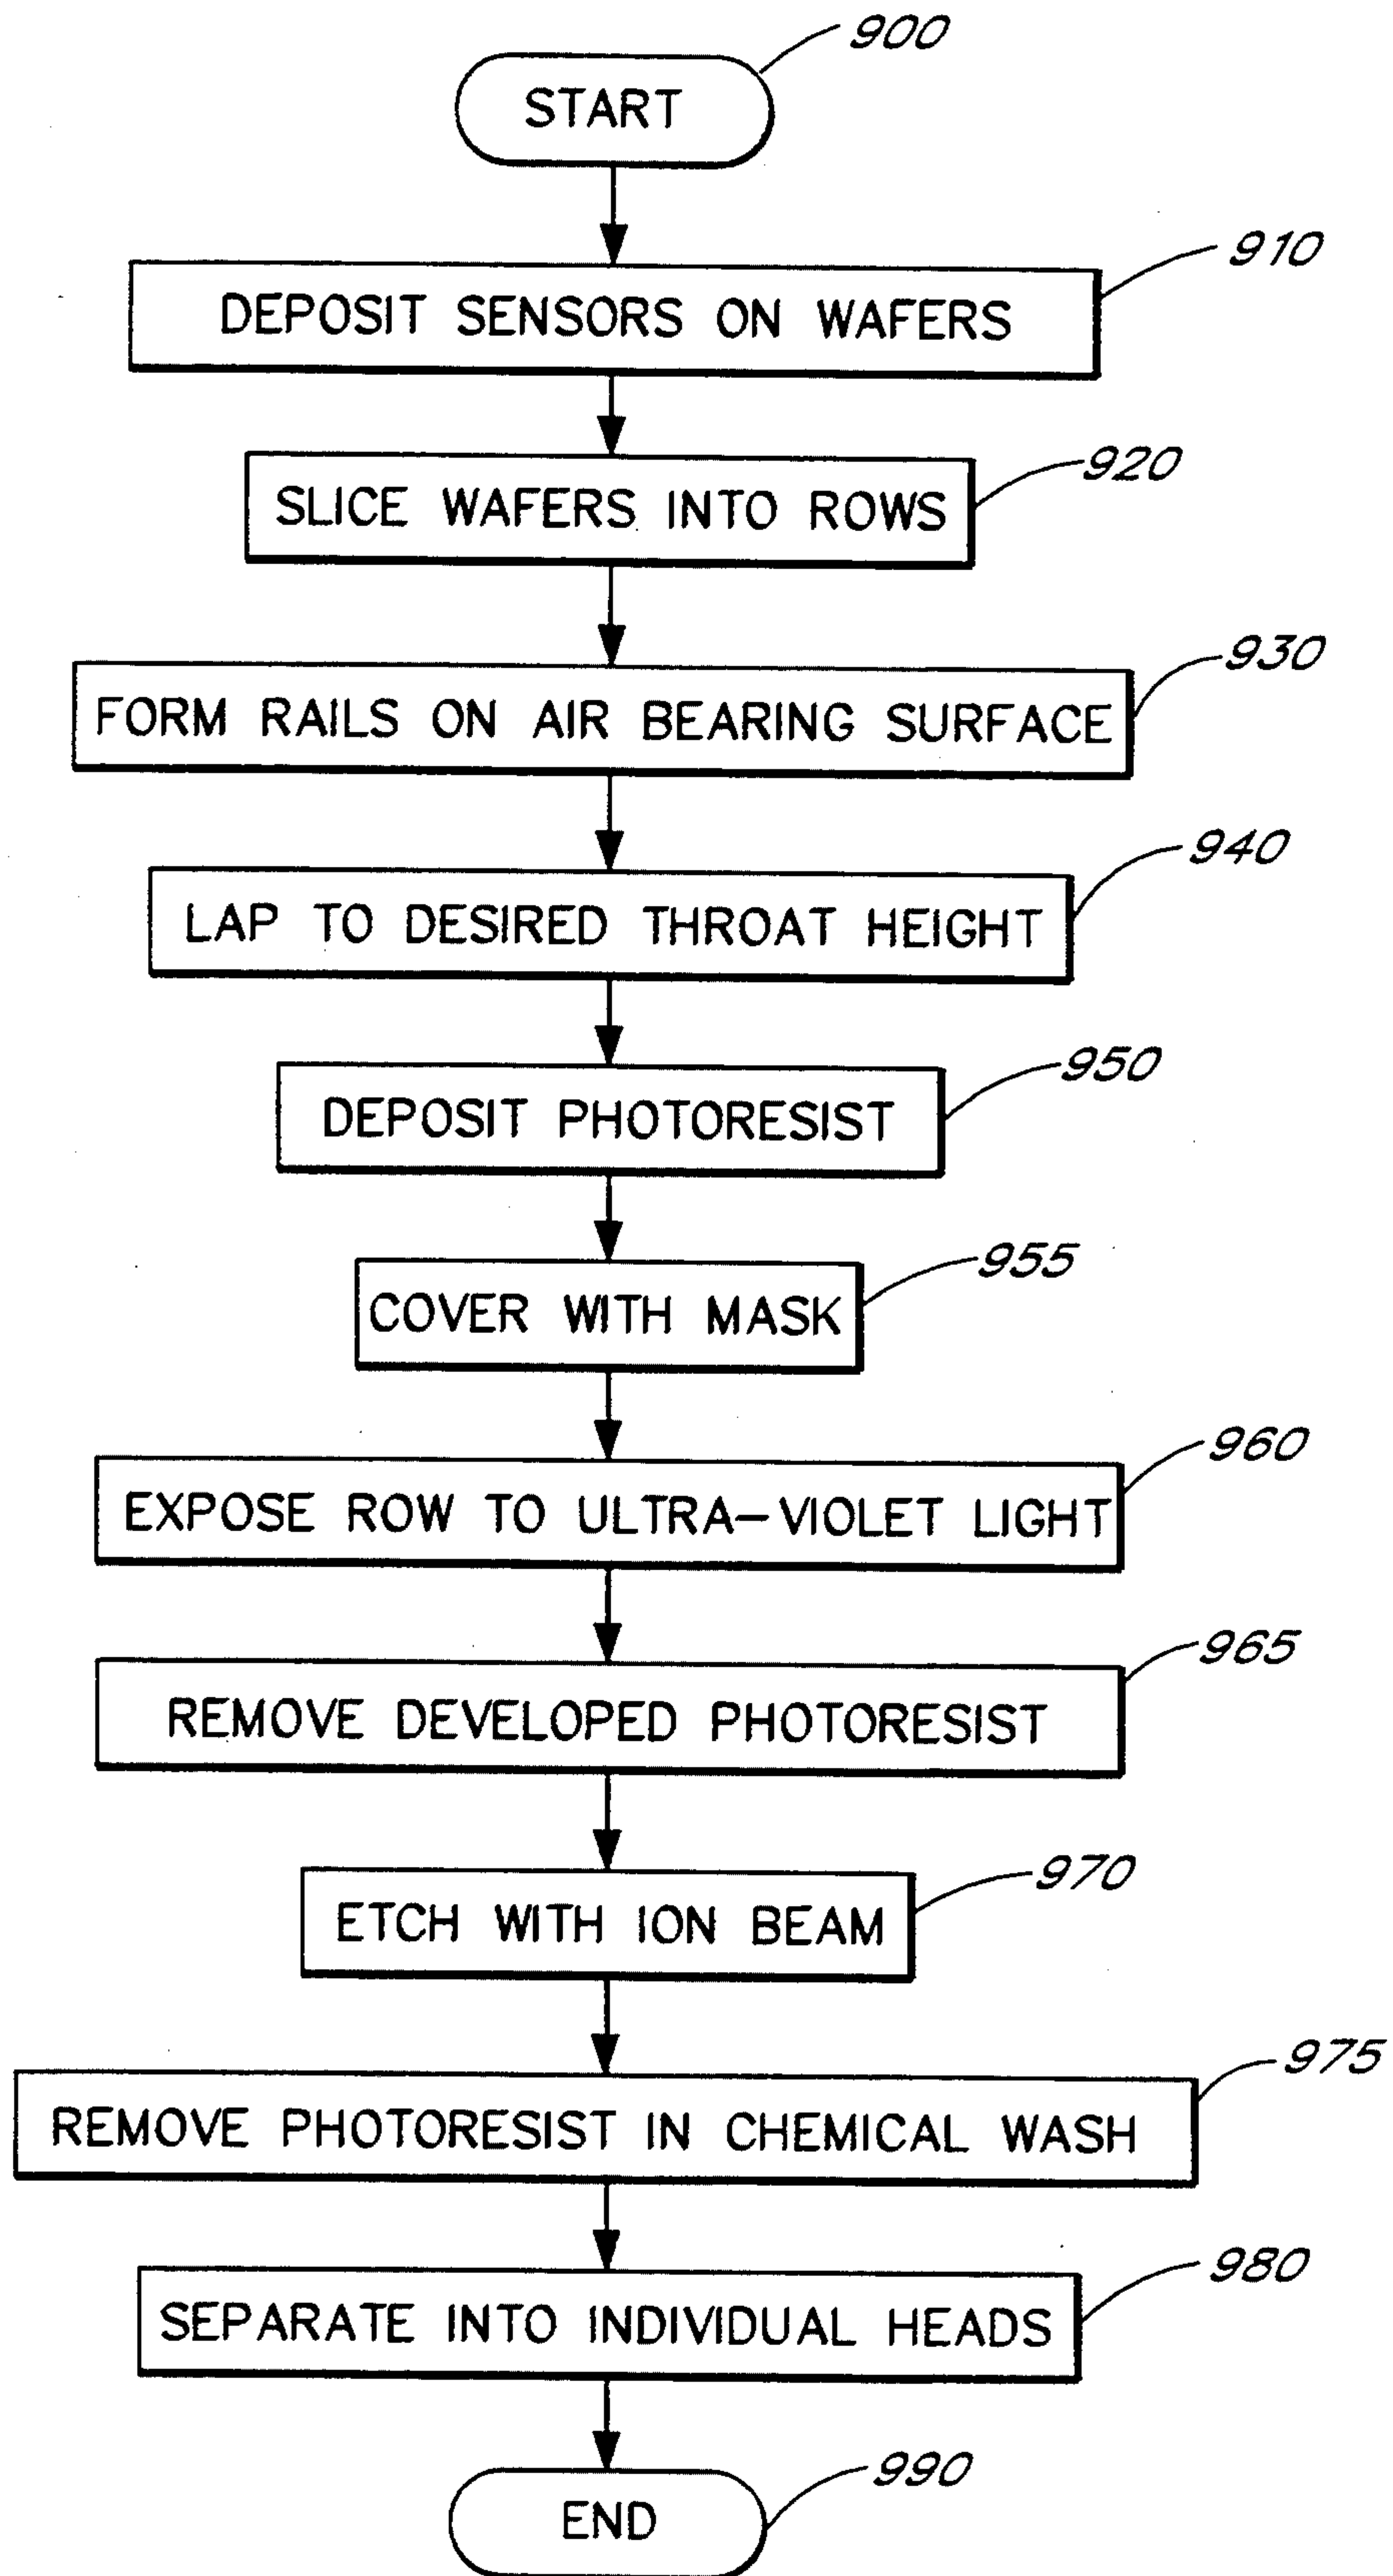 900
START
910
DEPOSIT SENSORS ON WAFERS
920
SLICE WAFERS INTO ROWS
930
FORM RAILS ON AIR BEARING SURFACE
940
LAP TO DESIRED THROAT HEIGHT
950
DEPOSIT PHOTORESIST
955
COVER WITH MASK
960
EXPOSE ROW TO ULTRA-VIOLET LIGHT
965
REMOVE DEVELOPED PHOTORESIST
970
ETCH WITH ION BEAM
975
REMOVE PHOTORESIST IN CHEMICAL WASH
980
SEPARATE INTO INDIVIDUAL HEADS
990
END